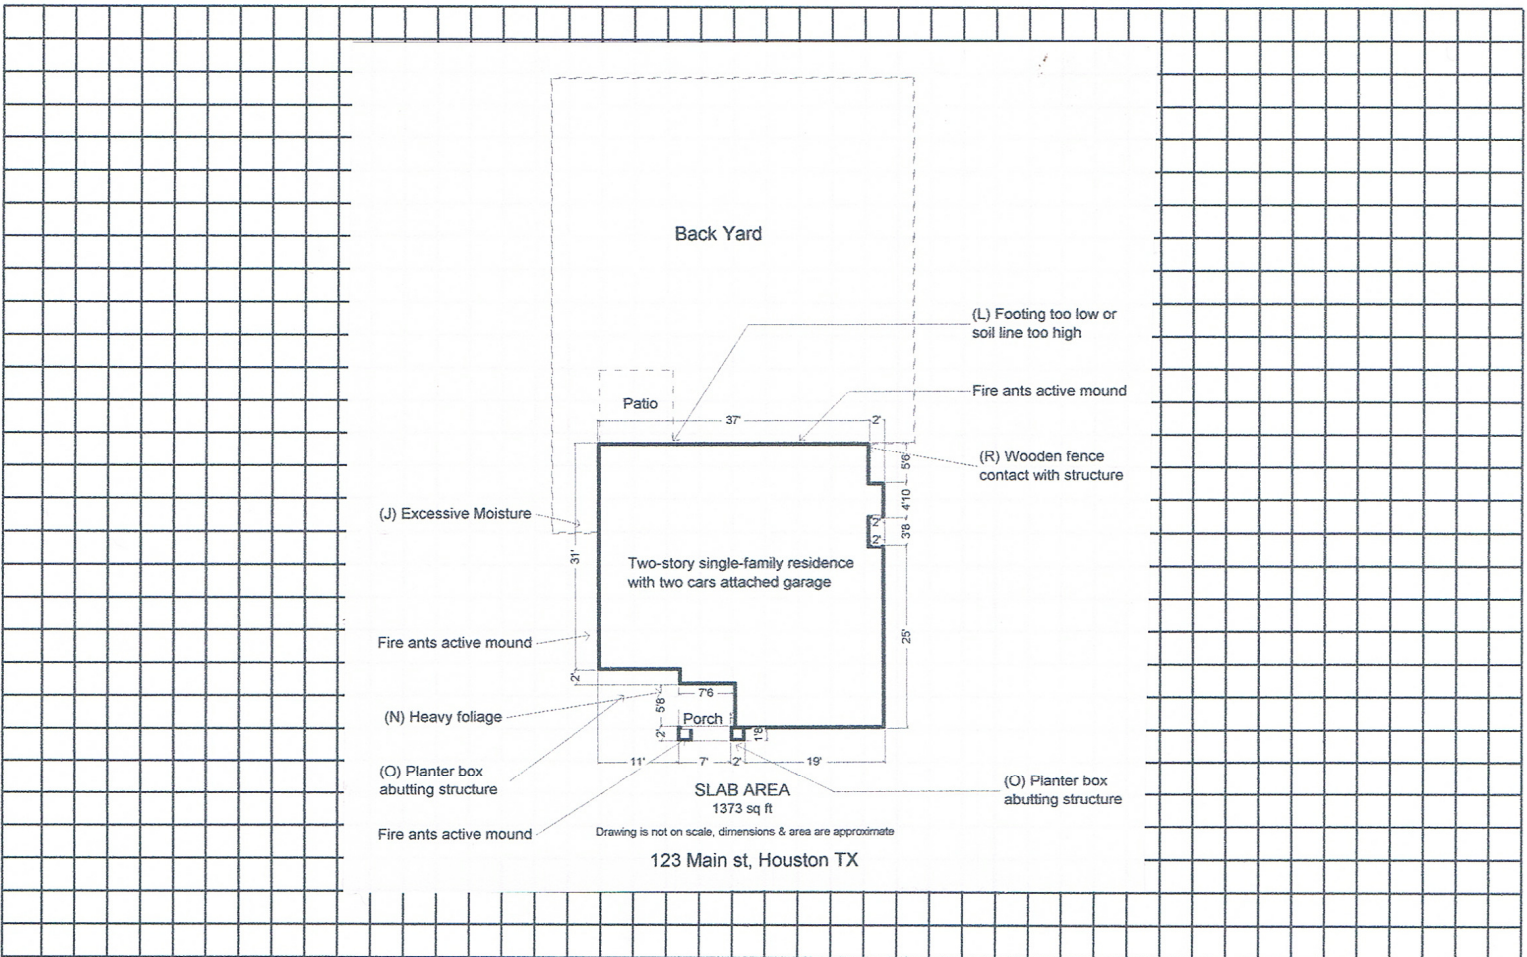 Back Yard
(L) Footing too low or
soil line too high
Fire ants active mound
Patio
37'
2'
(R) Wooden fence
contact with structure
5'6
4'10
(J) Excessive Moisture
2'
3'8
2'
31'
Two-story single-family residence
with two cars attached garage
25'
Fire ants active mound
2'
7'6
5'8
(N) Heavy foliage
Porch
2'
1'8
11'
7'
2'
19'
(O) Planter box
abutting structure
SLAB AREA
1373 sq ft
(O) Planter box
abutting structure
Fire ants active mound
Drawing is not on scale, dimensions & area are approximate
123 Main st, Houston TX